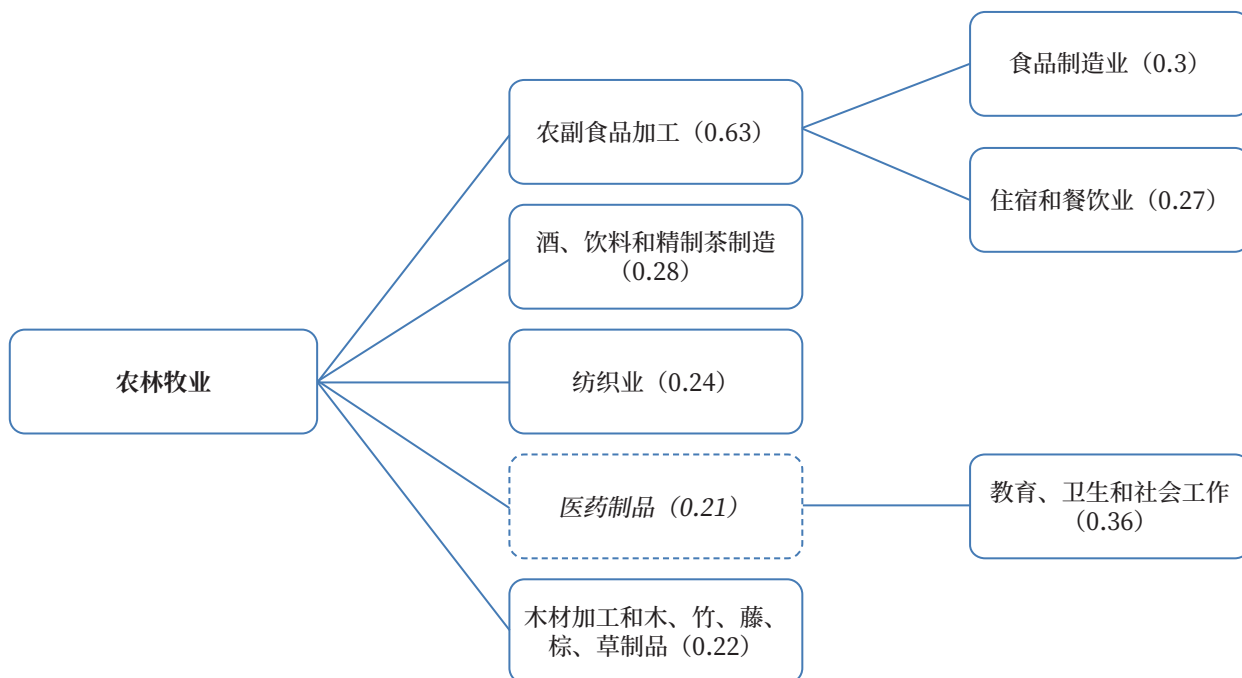 农林牧业
农副食品加工（0.63）
酒、饮料和精制茶制造
（0.28）
纺织业（0.24）
医药制品（0.21）
木材加工和木、竹、藤、
棕、草制品（0.22）
食品制造业（0.3）
住宿和餐饮业（0.27）
教育、卫生和社会工作
（0.36）